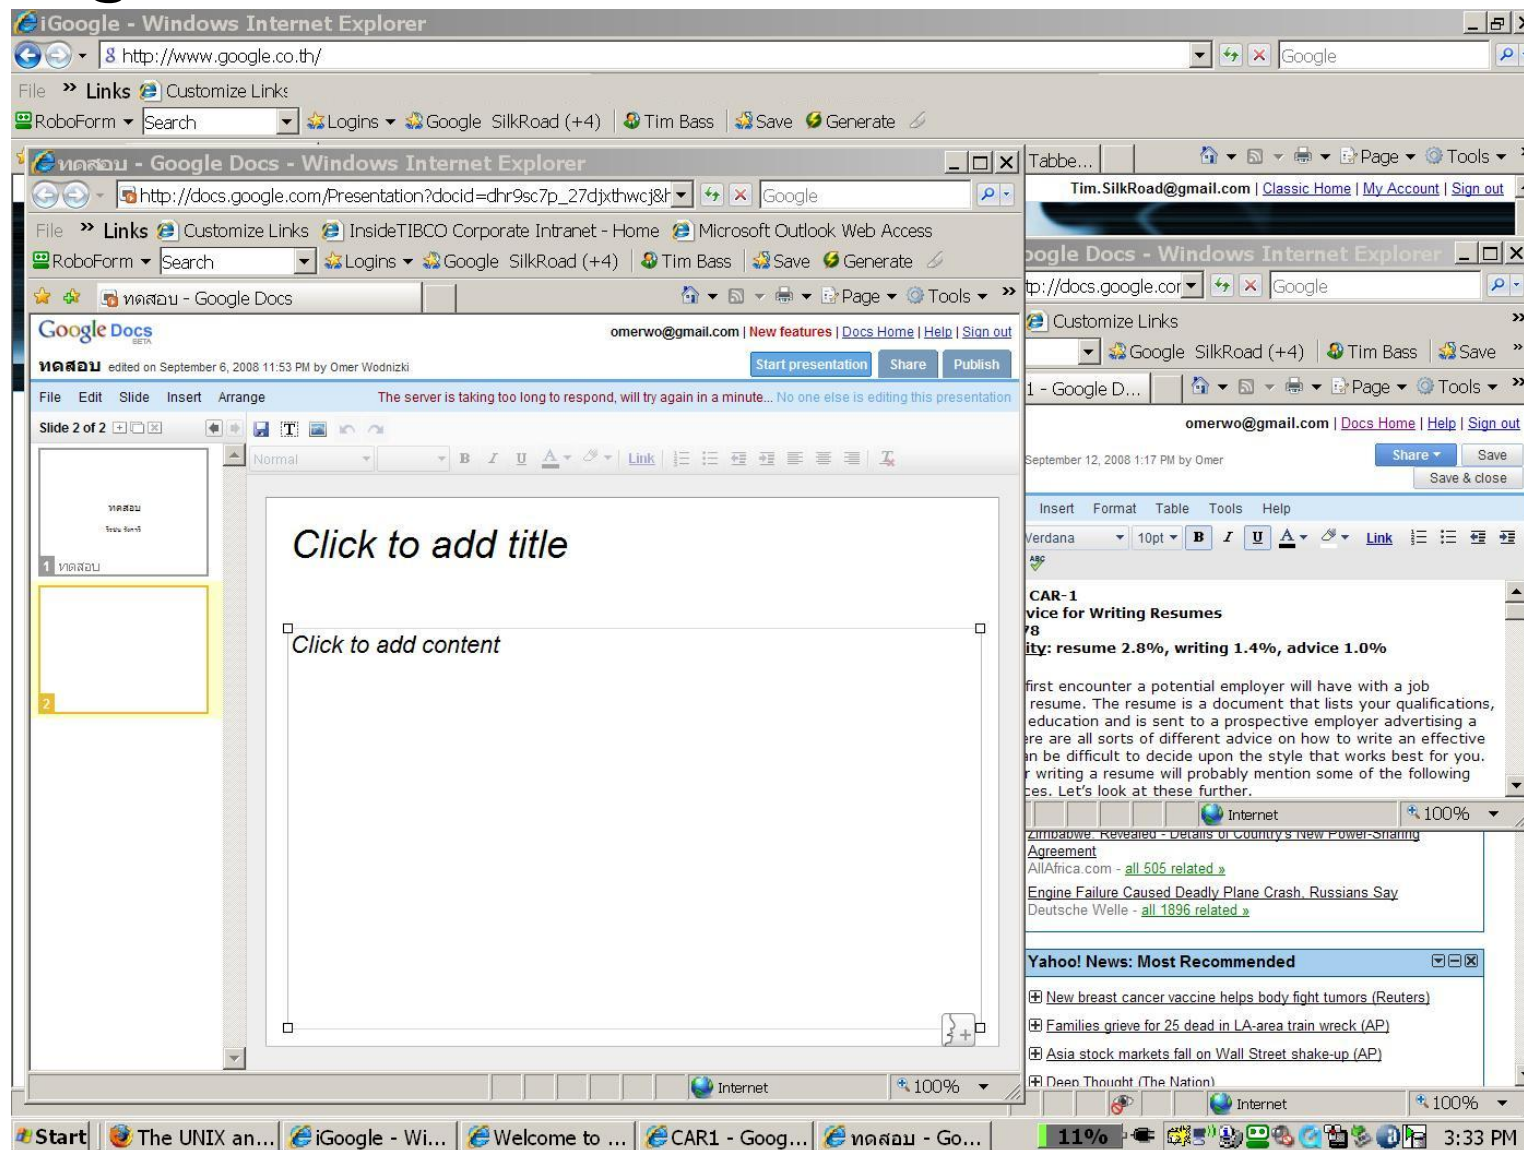 iGoogle - Windows Internet Explorer
http://www.google.co.th/
Google
File » Links Customize Links
RoboForm Search Logins Google SilkRoad (+4) Tim Bass Save Generate
ทดสอบ - Google Docs - Windows Internet Explorer
http://docs.google.com/Presentation?docid=dhr9sc7p_27djxthwcj&h
Google
File » Links Customize Links InsideTIBCO Corporate Intranet - Home Microsoft Outlook Web Access
RoboForm Search Logins Google SilkRoad (+4) Tim Bass Save Generate
ทดสอบ - Google Docs
Page Tools »
Google Docs
BETA
omerwo@gmail.com | New features | Docs Home | Help | Sign out
ทดสอบ edited on September 6, 2008 11:53 PM by Omer Wodnizki
Start presentation Share Publish
File Edit Slide Insert Arrange
The server is taking too long to respond, will try again in a minute... No one else is editing this presentation
Slide 2 of 2
Normal B I U A Link
ทดสอบ
1 ทดสอบ
2
Click to add title
Click to add content
Internet 100%
Tabbe...
Page Tools
Tim.SilkRoad@gmail.com | Classic Home | My Account | Sign out
oogle Docs - Windows Internet Explorer
tp://docs.google.cor
Google
Customize Links »
Google SilkRoad (+4) Tim Bass Save »
1 - Google D...
Page Tools »
omerwo@gmail.com | Docs Home | Help | Sign out
September 12, 2008 1:17 PM by Omer
Share Save
Save & close
Insert Format Table Tools Help
Verdana 10pt B I U A Link
ABC
CAR-1
vice for Writing Resumes
78
ity: resume 2.8%, writing 1.4%, advice 1.0%
first encounter a potential employer will have with a job
resume. The resume is a document that lists your qualifications,
education and is sent to a prospective employer advertising a
ere are all sorts of different advice on how to write an effective
an be difficult to decide upon the style that works best for you.
r writing a resume will probably mention some of the following
ces. Let's look at these further.
Internet 100%
Zimbabwe: Revealed - Details of Country's New Power-Sharing
Agreement
AllAfrica.com - all 505 related »
Engine Failure Caused Deadly Plane Crash, Russians Say
Deutsche Welle - all 1896 related »
Yahoo! News: Most Recommended
New breast cancer vaccine helps body fight tumors (Reuters)
Families grieve for 25 dead in LA-area train wreck (AP)
Asia stock markets fall on Wall Street shake-up (AP)
Deep Thought (The Nation)
Internet 100%
Start The UNIX an... iGoogle - Wi... Welcome to ... CAR1 - Goog... ทดสอบ - Go... 11% 3:33 PM